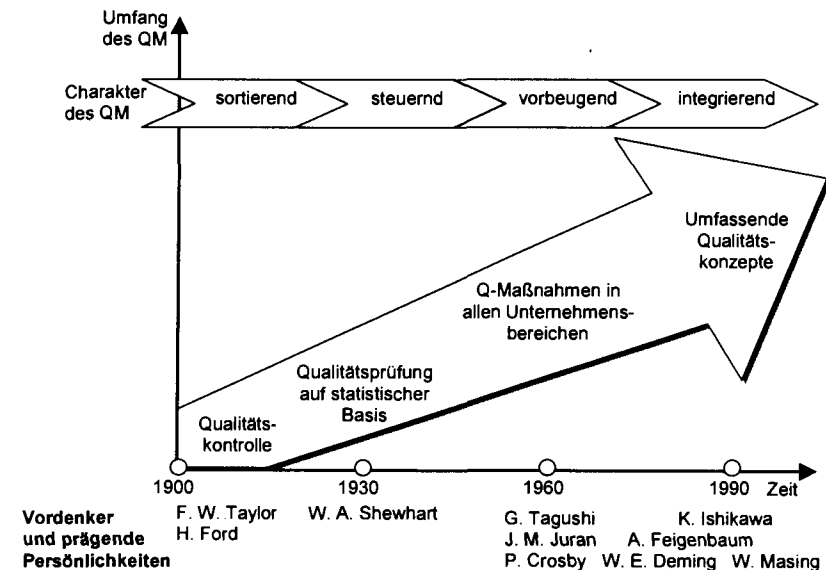 Umfang
des QM
Charakter
des QM
sortierend
steuernd
vorbeugend
integrierend
Umfassende
Qualitäts-
konzepte
Q-Maßnahmen in
allen Unternehmens-
bereichen
Qualitätsprüfung
auf statistischer
Basis
Qualitäts-
kontrolle
1900
1930
1960
1990
Zeit
Vordenker
und prägende
Persönlichkeiten
F. W. Taylor
H. Ford
W. A. Shewhart
G. Tagushi
K. Ishikawa
J. M. Juran
A. Feigenbaum
P. Crosby
W. E. Deming
W. Masing